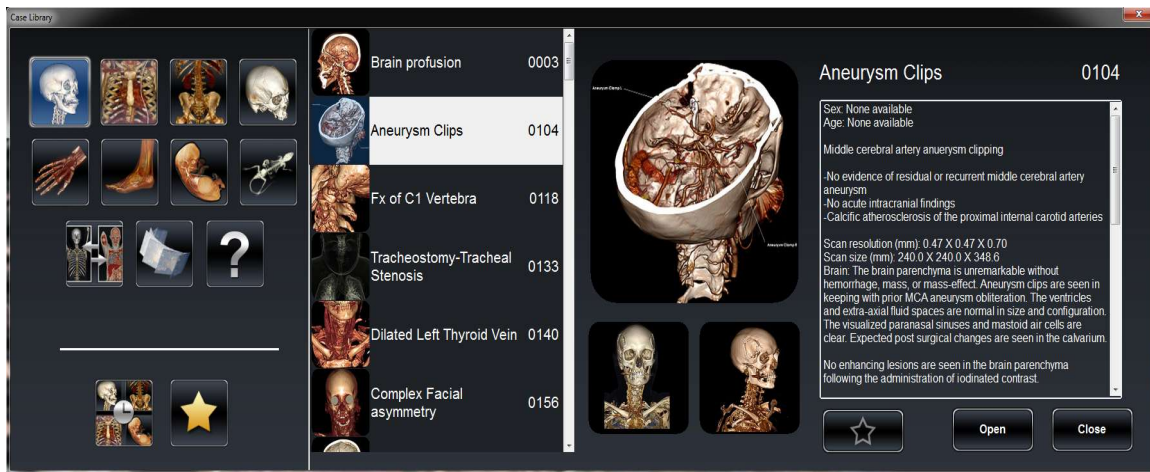 Case Library
X
Brain profusion 0003
Aneurysm Clips 0104
Fx of C1 Vertebra 0118
Tracheostomy-Tracheal
Stenosis 0133
Dilated Left Thyroid Vein 0140
Complex Facial
asymmetry 0156
?
Aneurysm Clamp L
Aneurysm Clamp R
Aneurysm Clips 0104
Sex: None available
Age: None available
Middle cerebral artery anuerysm clipping
-No evidence of residual or recurrent middle cerebral artery
aneurysm
-No acute intracranial findings
-Calcific atherosclerosis of the proximal internal carotid arteries
Scan resolution (mm): 0.47 X 0.47 X 0.70
Scan size (mm): 240.0 X 240.0 X 348.6
Brain: The brain parenchyma is unremarkable without
hemorrhage, mass, or mass-effect. Aneurysm clips are seen in
keeping with prior MCA aneurysm obliteration. The ventricles
and extra-axial fluid spaces are normal in size and configuration.
The visualized paranasal sinuses and mastoid air cells are
clear. Expected post surgical changes are seen in the calvarium.
No enhancing lesions are seen in the brain parenchyma
following the administration of iodinated contrast.
Open
Close